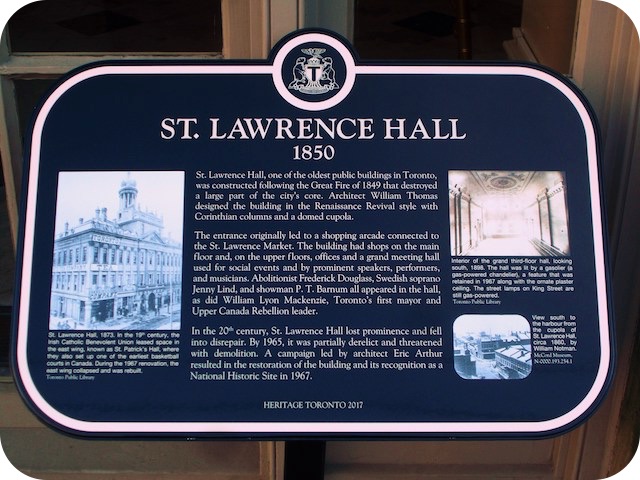 T
ST. LAWRENCE HALL
1850
St. Lawrence Hall, one of the oldest public buildings in Toronto,
was constructed following the Great Fire of 1849 that destroyed
a large part of the city's core. Architect William Thomas
designed the building in the Renaissance Revival style with
Corinthian columns and a domed cupola.
The entrance originally led to a shopping arcade connected to
the St. Lawrence Market. The building had shops on the main
floor and, on the upper floors, offices and a grand meeting hall
used for social events and by prominent speakers, performers,
and musicians. Abolitionist Frederick Douglass, Swedish soprano
Jenny Lind, and showman P. T. Barnum all appeared in the hall,
as did William Lyon Mackenzie, Toronto's first mayor and
Upper Canada Rebellion leader.
In the 20th century, St. Lawrence Hall lost prominence and fell
into disrepair. By 1965, it was partially derelict and threatened
with demolition. A campaign led by architect Eric Arthur
resulted in the restoration of the building and its recognition as a
National Historic Site in 1967.
HERITAGE TORONTO 2017
St. Lawrence Hall, 1873. In the 19th century, the
Irish Catholic Benevolent Union leased space in
the east wing, known as St. Patrick's Hall, where
they also set up one of the earliest basketball
courts in Canada. During the 1967 renovation, the
east wing collapsed and was rebuilt.
Toronto Public Library
Interior of the grand third-floor hall, looking
south, 1898. The hall was lit by a gasolier (a
gas-powered chandelier), a feature that was
retained in 1967 along with the ornate plaster
ceiling. The street lamps on King Street are
still gas-powered.
Toronto Public Library
View south to
the harbour from
the cupola of
St. Lawrence Hall,
circa 1860, by
William Notman.
McCord Museum,
N-0000.193.254.1